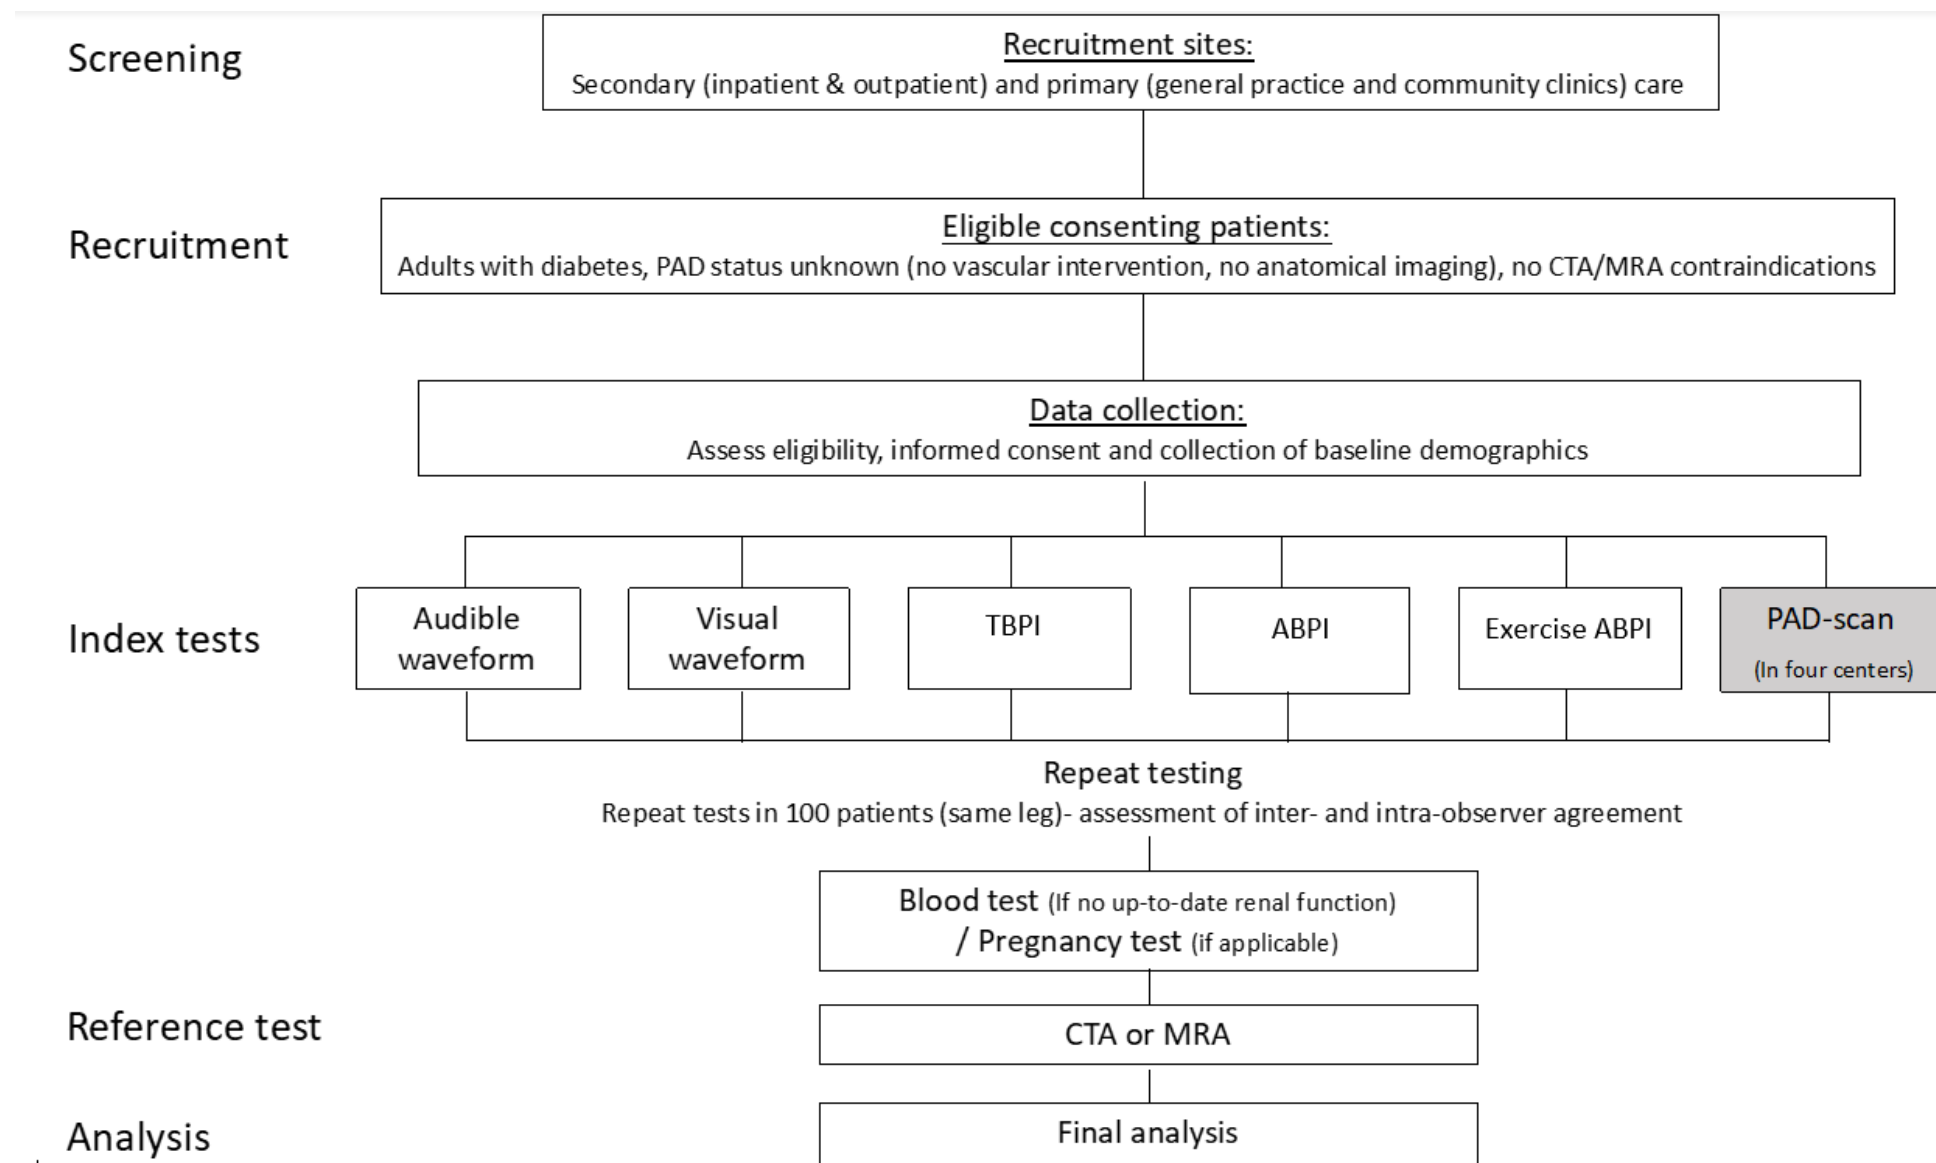 Screening
Recruitment sites:
Secondary (inpatient & outpatient) and primary (general practice and community clinics) care
Recruitment
Eligible consenting patients:
Adults with diabetes, PAD status unknown (no vascular intervention, no anatomical imaging), no CTA/MRA contraindications
Data collection:
Assess eligibility, informed consent and collection of baseline demographics
Index tests
Audible
waveform
Visual
waveform
TBPI
ABPI
Exercise ABPI
PAD-scan
(In four centers)
Repeat testing
Repeat tests in 100 patients (same leg)- assessment of inter- and intra-observer agreement
Blood test (If no up-to-date renal function)
/ Pregnancy test (if applicable)
Reference test
CTA or MRA
Analysis
Final analysis